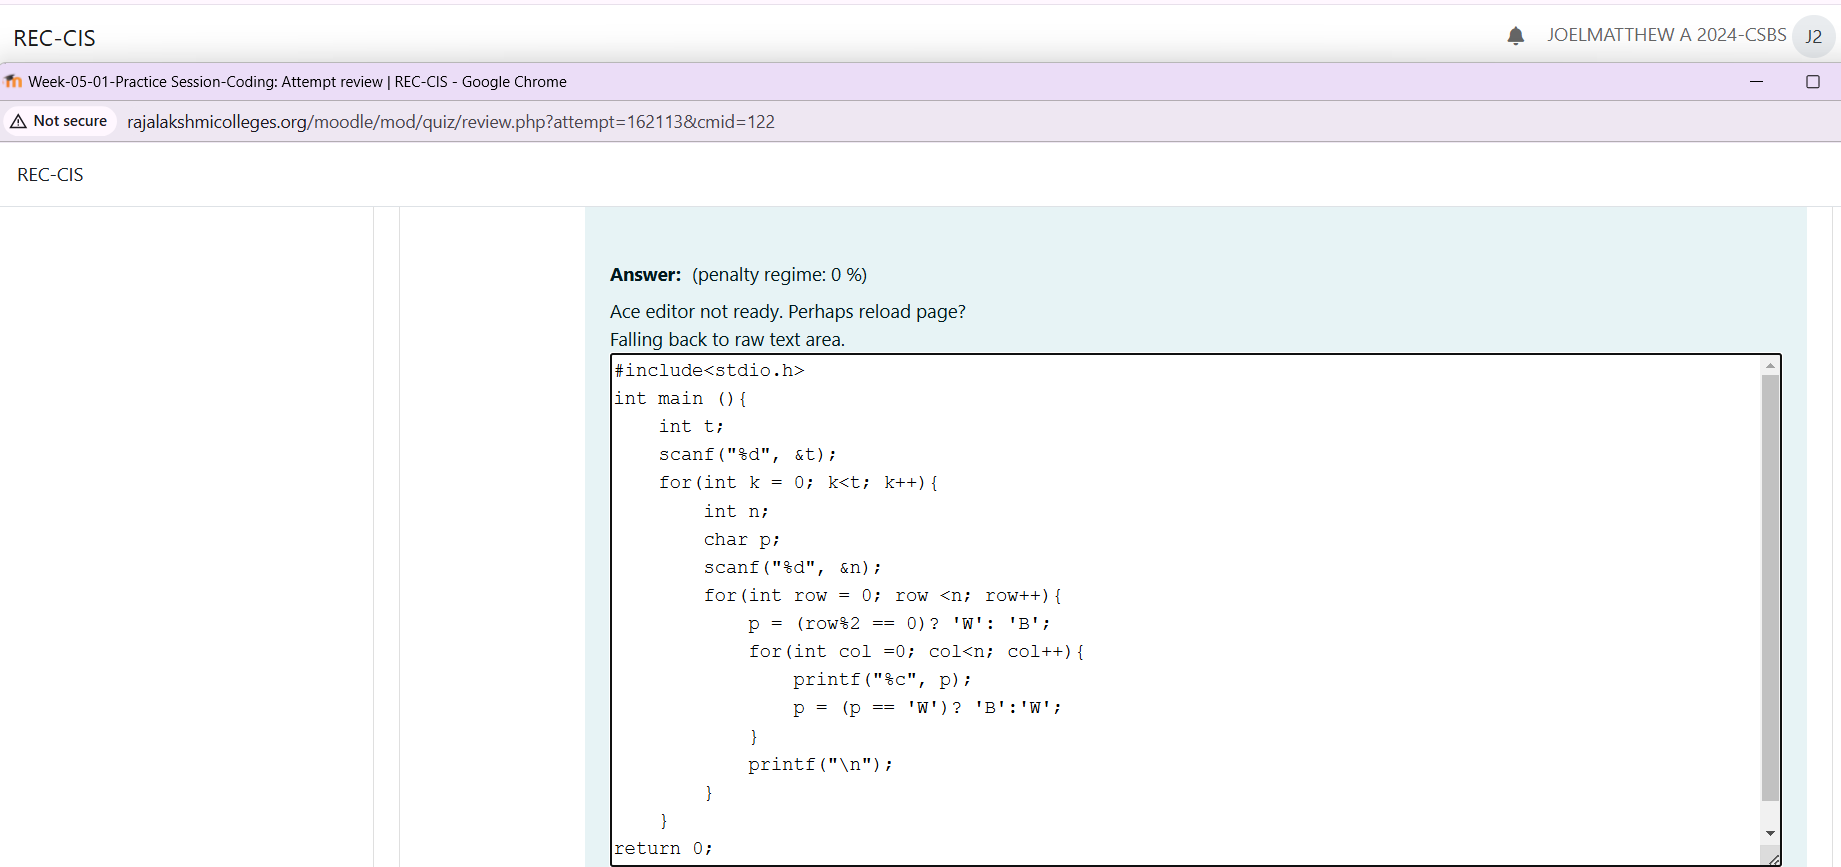 REC-CIS
JOELMATTHEW A 2024-CSBS J2
Week-05-01-Practice Session-Coding: Attempt review | REC-CIS - Google Chrome
Not secure rajalakshmicolleges.org/moodle/mod/quiz/review.php?attempt=162113&cmid=122
REC-CIS
Answer: (penalty regime: 0 %)
Ace editor not ready. Perhaps reload page?
Falling back to raw text area.
#include<stdio.h>
int main (){
    int t;
    scanf("%d", &t);
    for(int k = 0; k<t; k++){
        int n;
        char p;
        scanf("%d", &n);
        for(int row = 0; row <n; row++){
            p = (row%2 == 0)? 'W': 'B';
            for(int col =0; col<n; col++){
                printf("%c", p);
                p = (p == 'W')? 'B':'W';
            }
            printf("\n");
        }
    }
return 0;